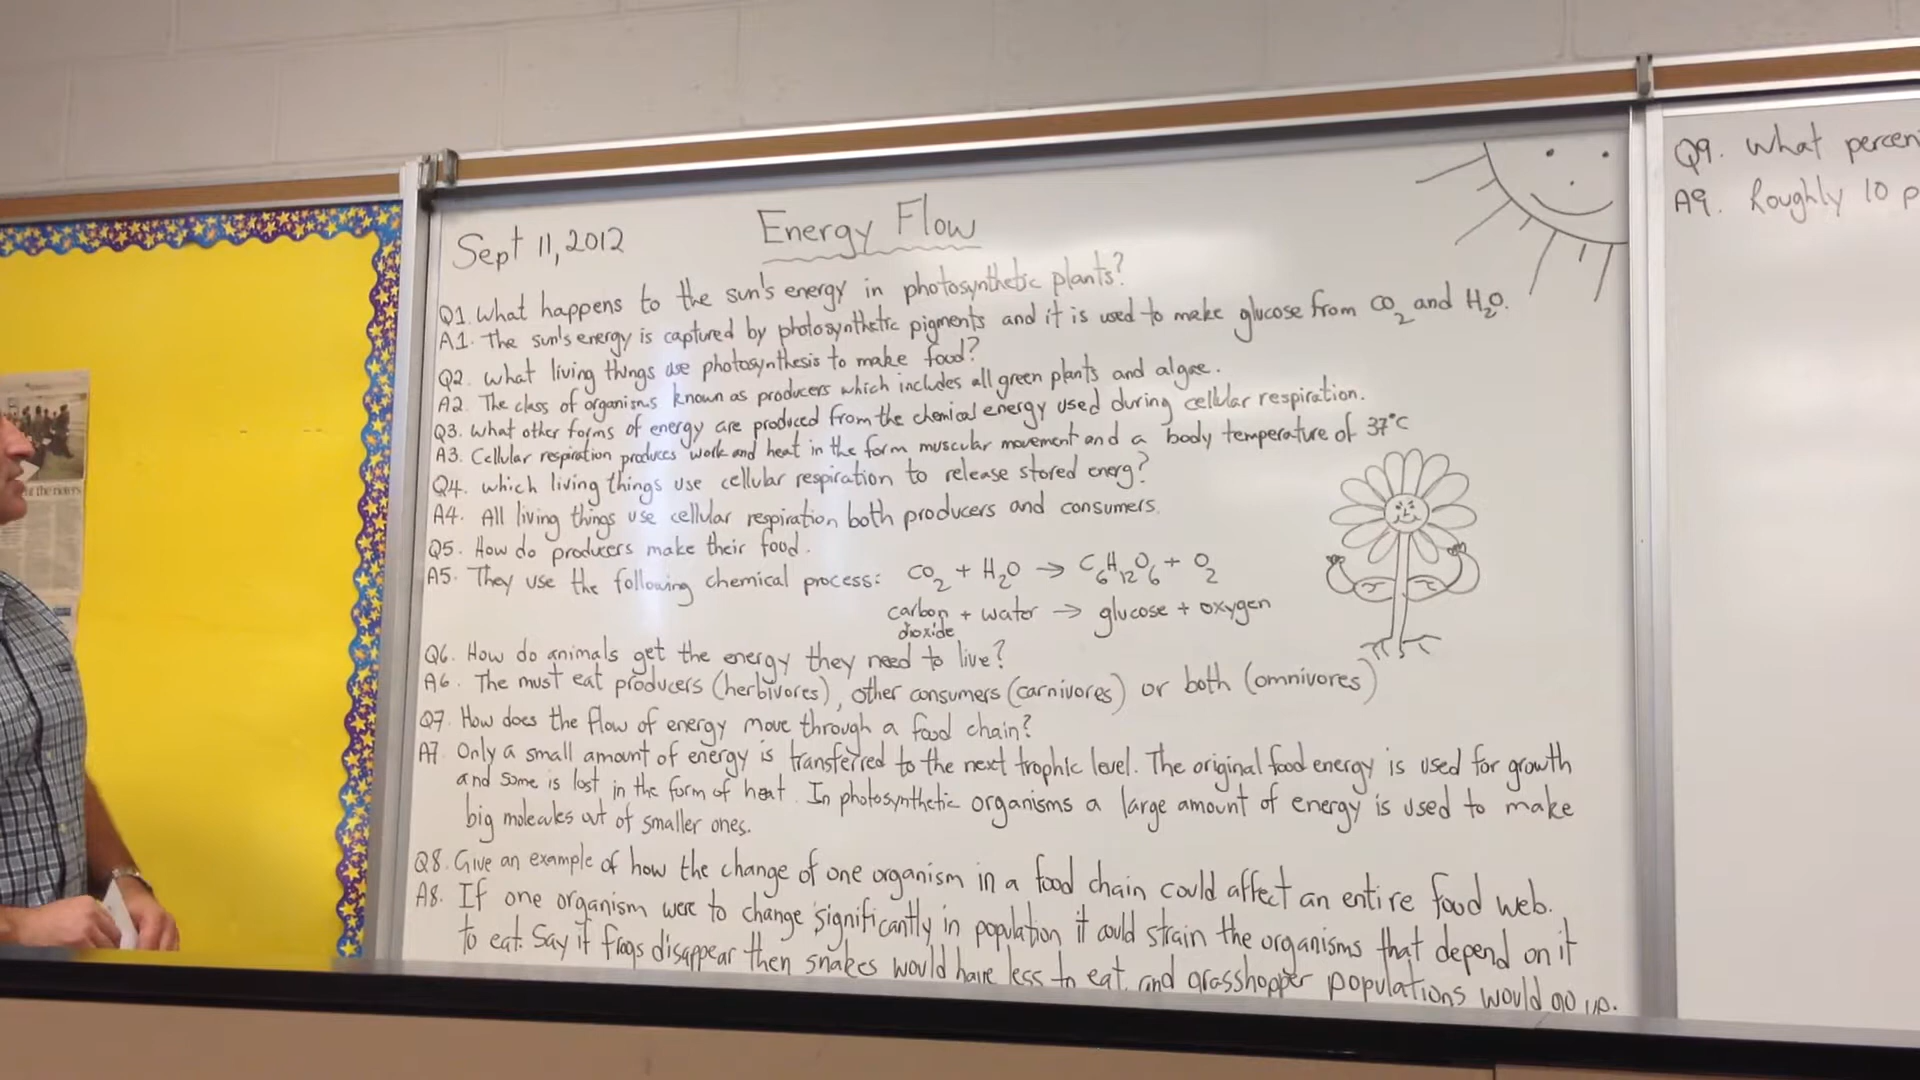 Sept 11, 2012
Energy Flow
Q1. What happens to the sun's energy in photosynthetic plants?
A1. The sun's energy is captured by photosynthetic pigments and it is used to make glucose from CO2 and H2O.
Q2. What living things use photosynthesis to make food?
A2. The class of organisms known as producers which includes all green plants and algae.
Q3. What other forms of energy are produced from the chemical energy used during cellular respiration.
A3. Cellular respiration produces work and heat in the form muscular movement and a body temperature of 37°C
Q4. Which living things use cellular respiration to release stored energ?
A4. All living things use cellular respiration both producers and consumers.
Q5. How do producers make their food.
A5. They use the following chemical process: CO2 + H2O → C6H12O6 + O2
carbon dioxide + water → glucose + oxygen
Q6. How do animals get the energy they need to live?
A6. The must eat producers (herbivores), other consumers (carnivores) or both (omnivores)
Q7. How does the flow of energy move through a food chain?
A7. Only a small amount of energy is transferred to the next trophic level. The original food energy is used for growth
and some is lost in the form of heat. In photosynthetic organisms a large amount of energy is used to make
big molecules out of smaller ones.
Q8. Give an example of how the change of one organism in a food chain could affect an entire food web.
A8. If one organism were to change significantly in population it could strain the organisms that depend on it
to eat. Say if frogs disappear then snakes would have less to eat and grasshopper populations would go up.
Q9. What percen
A9. Roughly 10 p